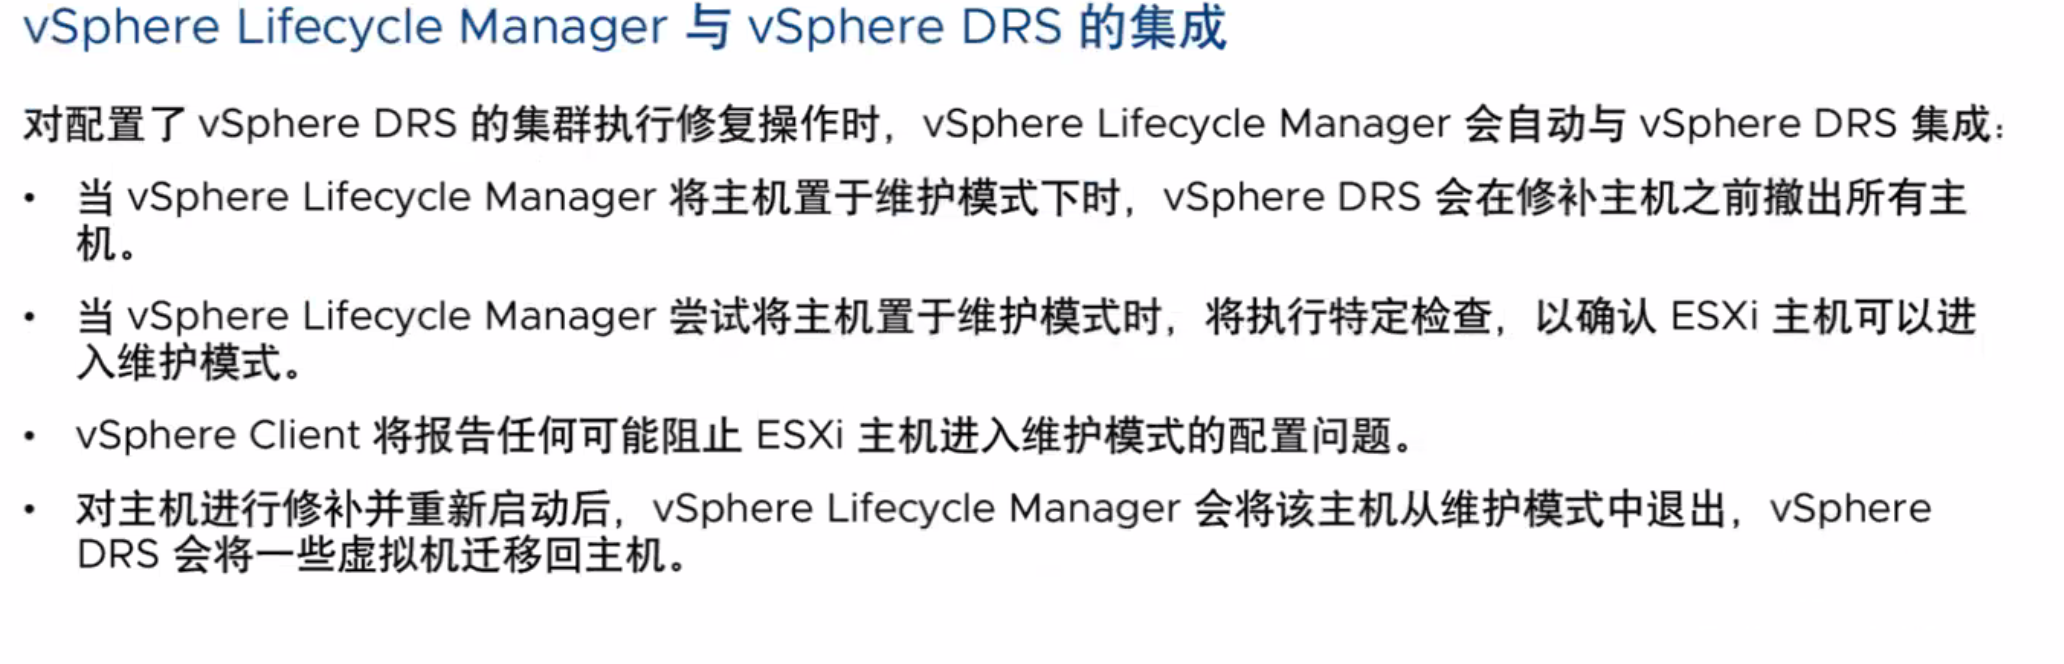 vSphere Lifecycle Manager 与 vSphere DRS 的集成
对配置了 vSphere DRS 的集群执行修复操作时，vSphere Lifecycle Manager 会自动与 vSphere DRS 集成：
• 当 vSphere Lifecycle Manager 将主机置于维护模式下时，vSphere DRS 会在修补主机之前撤出所有主
机。
• 当 vSphere Lifecycle Manager 尝试将主机置于维护模式时，将执行特定检查，以确认 ESXi 主机可以进
入维护模式。
• vSphere Client 将报告任何可能阻止 ESXi 主机进入维护模式的配置问题。
• 对主机进行修补并重新启动后，vSphere Lifecycle Manager 会将该主机从维护模式中退出，vSphere
DRS 会将一些虚拟机迁移回主机。